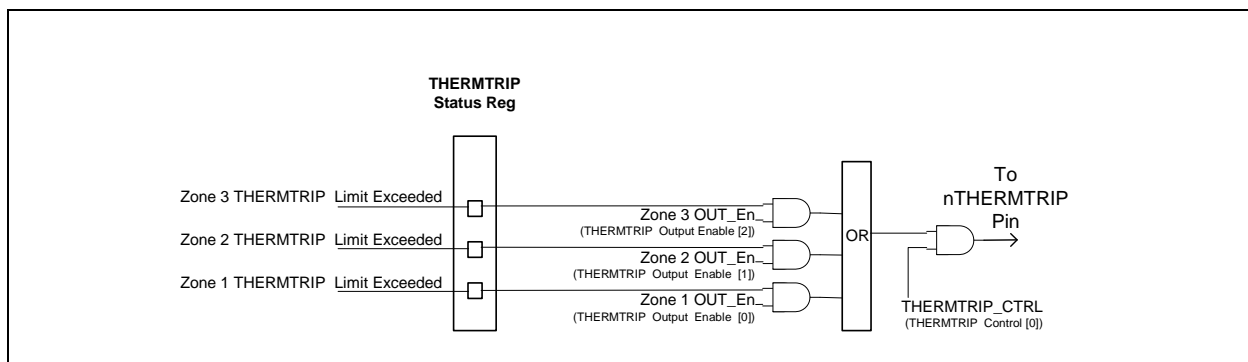 THERMTRIP
Status Reg
Zone 3 THERMTRIP Limit Exceeded
Zone 2 THERMTRIP Limit Exceeded
Zone 1 THERMTRIP Limit Exceeded
Zone 3 OUT_En
(THERMTRIP Output Enable [2])
Zone 2 OUT_En
(THERMTRIP Output Enable [1])
Zone 1 OUT_En
(THERMTRIP Output Enable [0])
OR
To
nTHERMTRIP
Pin
THERMTRIP_CTRL
(THERMTRIP Control [0])